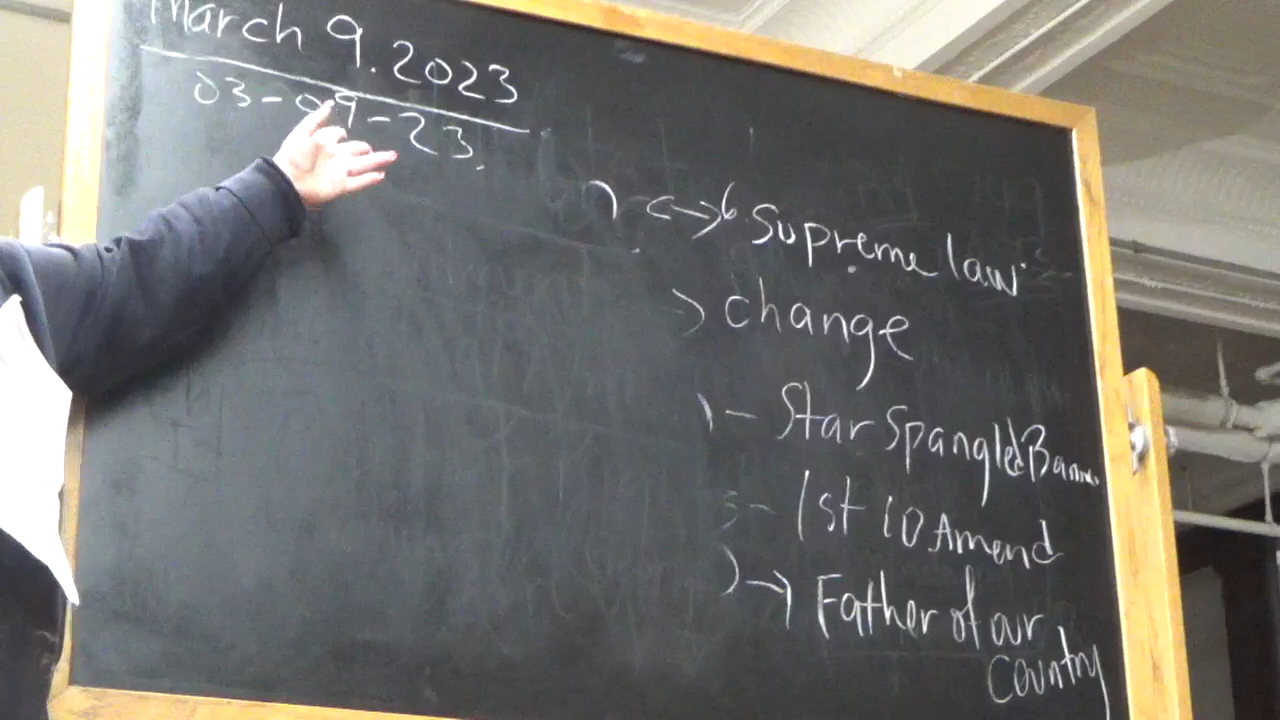 March 9. 2023
03-09-23.
) <-> 6. Supreme law
> change
) - Star Spangled Banner
3 - 1st 10 Amend
) -> Father of our
country